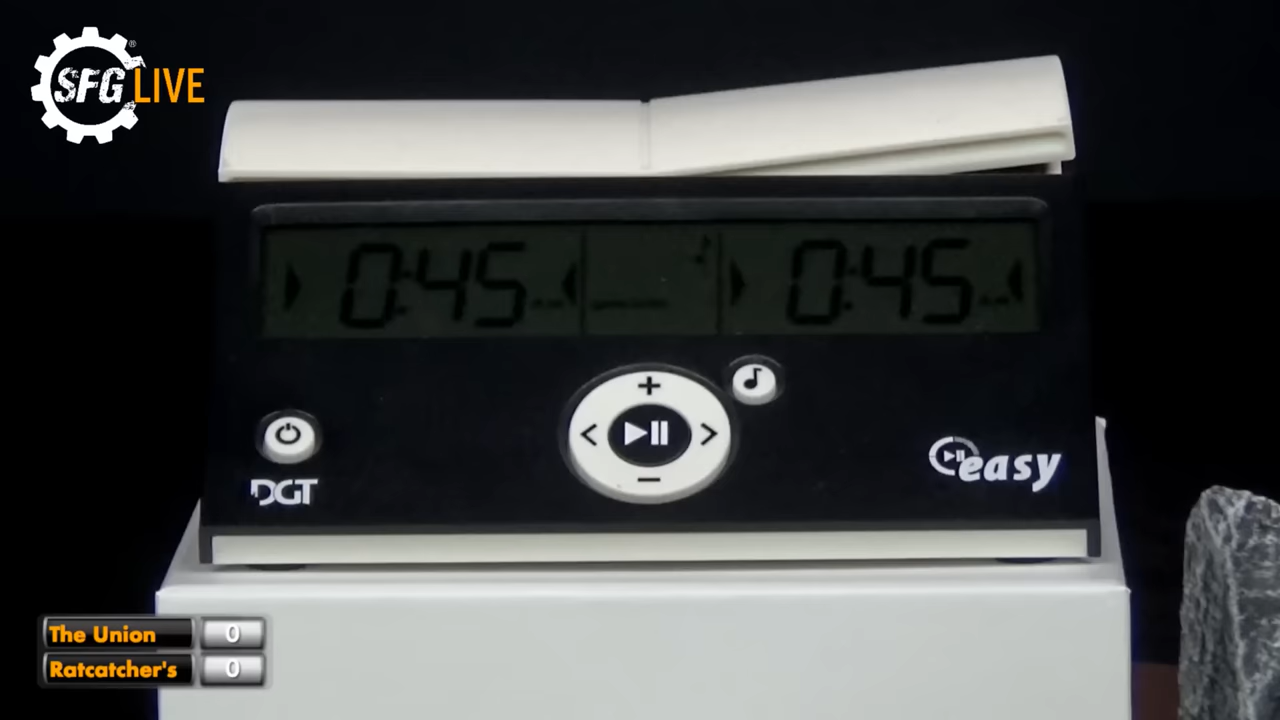 SFG LIVE
0:45 0:45
DGT
easy
The Union 0
Ratcatcher's 0